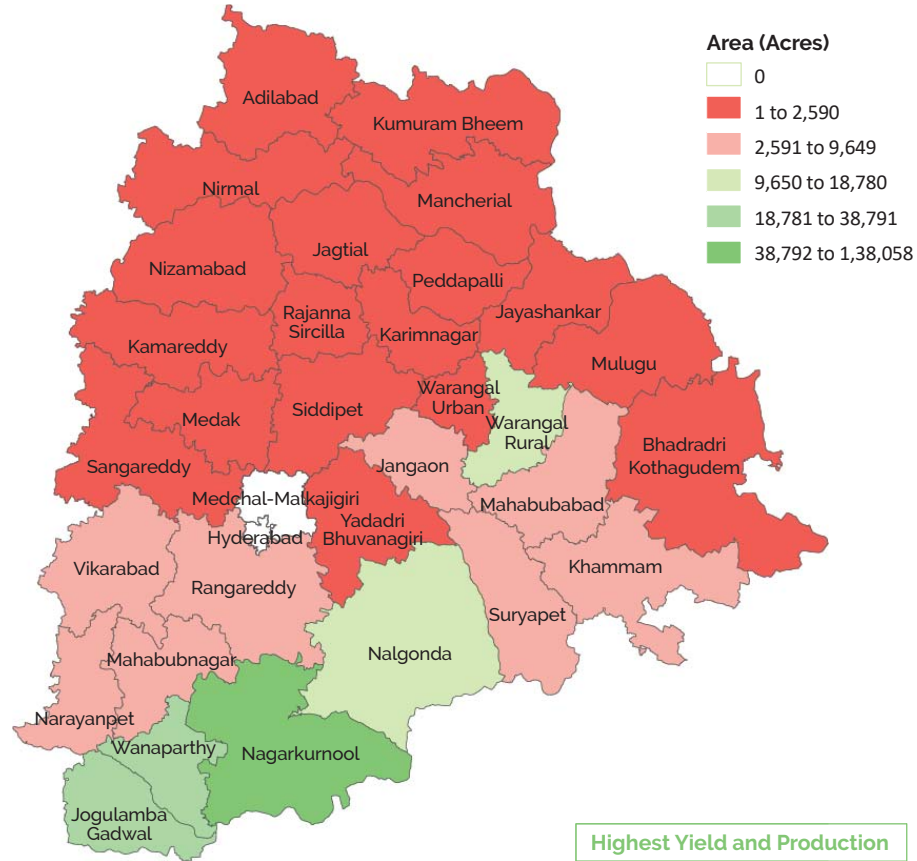 Area (Acres)
0
1 to 2,590
2,591 to 9,649
9,650 to 18,780
18,781 to 38,791
38,792 to 1,38,058
Adilabad
Kumuram Bheem
Nirmal
Mancherial
Jagtial
Nizamabad
Peddapalli
Rajanna
Sircilla
Jayashankar
Karimnagar
Kamareddy
Mulugu
Warangal
Urban
Siddipet
Medak
Warangal
Rural
Bhadradri
Kothagudem
Jangaon
Sangareddy
Medchal-Malkajigiri
Mahabubabad
Yadadri
Bhuvanagiri
Hyderabad
Vikarabad
Khammam
Rangareddy
Suryapet
Nalgonda
Mahabubnagar
Narayanpet
Wanaparthy
Nagarkurnool
Jogulamba
Gadwal
Highest Yield and Production